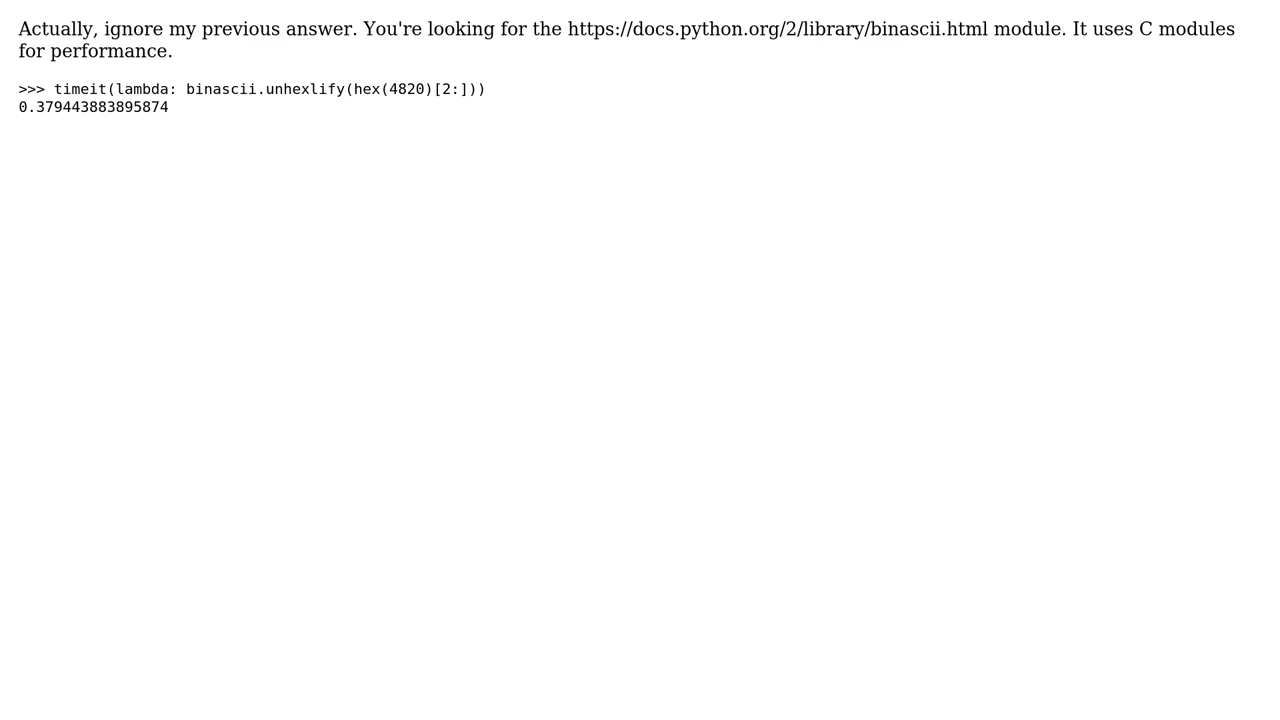 Actually, ignore my previous answer. You're looking for the https://docs.python.org/2/library/binascii.html module. It uses C modules
for performance.
>>> timeit(lambda: binascii.unhexlify(hex(4820)[2:]))
0.379443883895874